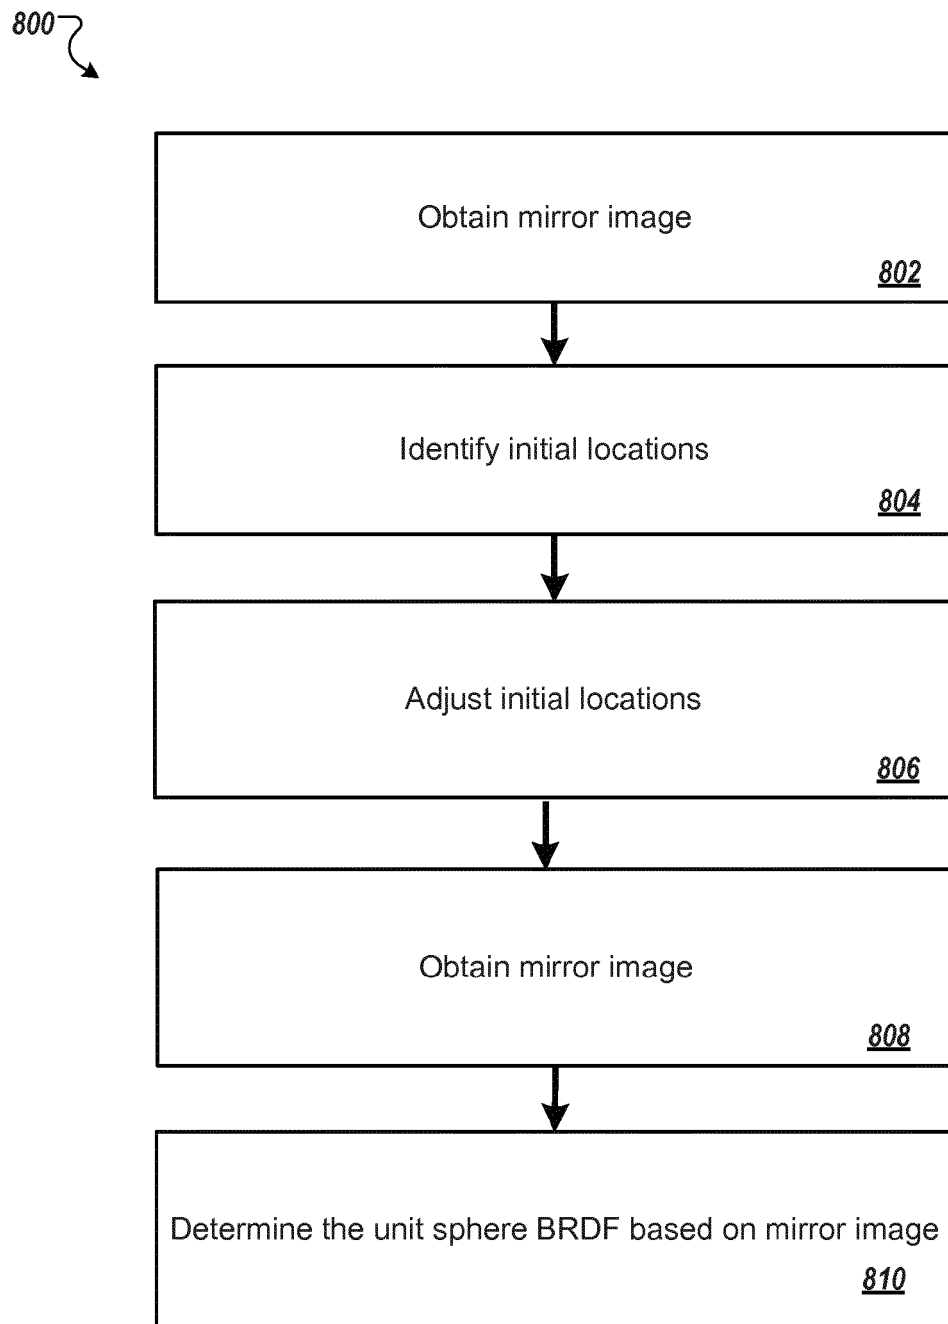 800
Obtain mirror image
802
Identify initial locations
804
Adjust initial locations
806
Obtain mirror image
808
Determine the unit sphere BRDF based on mirror image
810